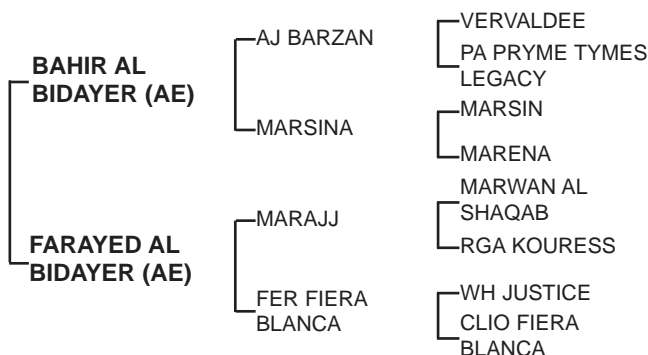 BAHIR AL
BIDAYER (AE)
AJ BARZAN
VERVALDEE
PA PRYME TYMES
LEGACY
MARSINA
MARSIN
MARENA
FARAYED AL
BIDAYER (AE)
MARAJJ
MARWAN AL
SHAQAB
RGA KOURESS
FER FIERA
BLANCA
WH JUSTICE
CLIO FIERA
BLANCA